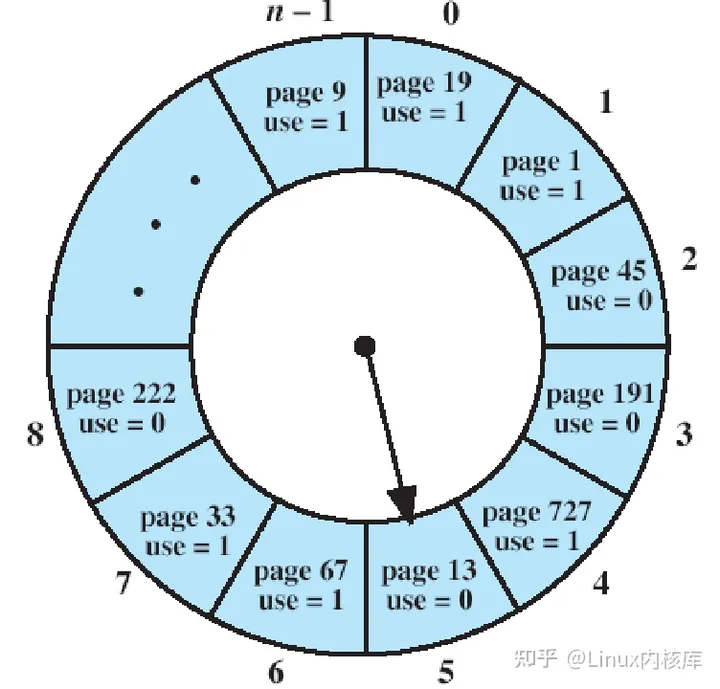 n – 1
0
page 9
use = 1
page 19
use = 1
1
page 1
use = 1
2
page 45
use = 0
page 191
use = 0
3
page 727
use = 1
4
page 13
use = 0
5
page 67
use = 1
6
page 33
use = 1
7
page 222
use = 0
8
知乎 @Linux内核库